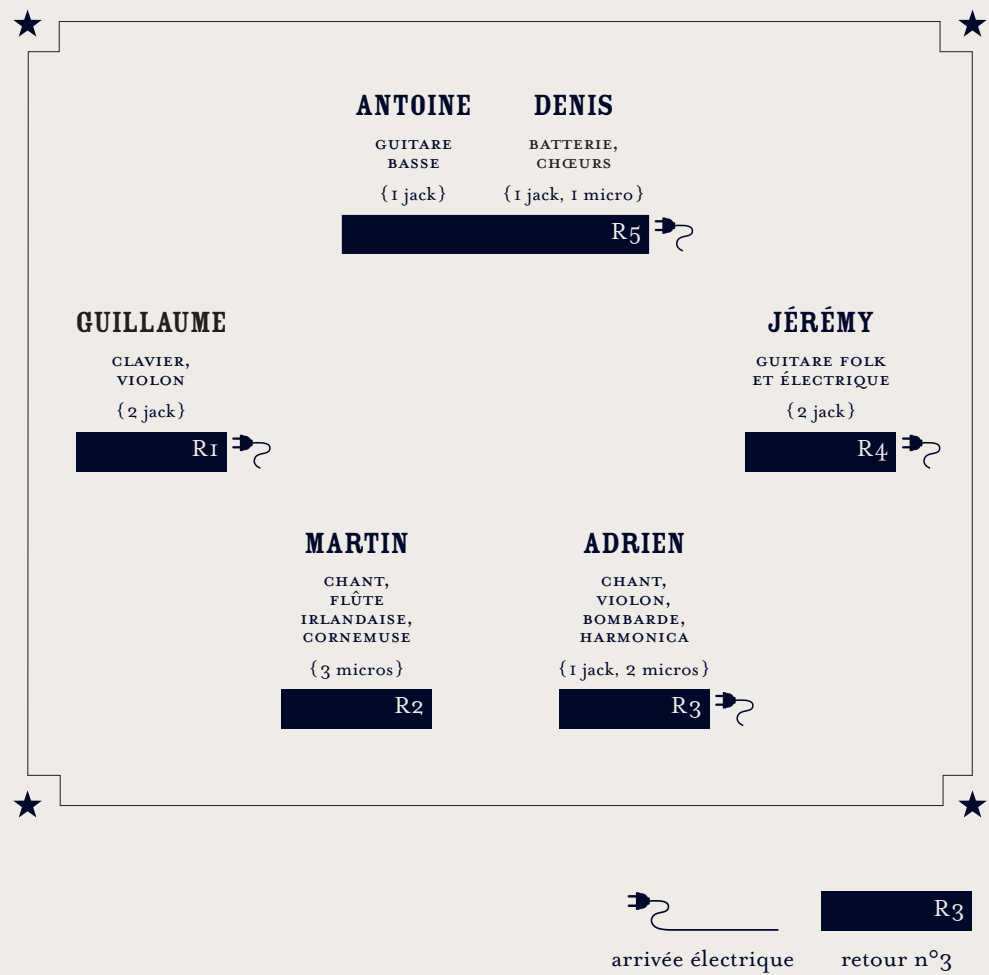 ANTOINE
GUITARE
BASSE
{1 jack}
DENIS
BATTERIE,
CHŒURS
{1 jack, 1 micro}
R5
GUILLAUME
CLAVIER,
VIOLON
{2 jack}
R1
JÉRÉMY
GUITARE FOLK
ET ÉLECTRIQUE
{2 jack}
R4
MARTIN
CHANT,
FLÛTE
IRLANDAISE,
CORNEMUSE
{3 micros}
R2
ADRIEN
CHANT,
VIOLON,
BOMBARDE,
HARMONICA
{1 jack, 2 micros}
R3
arrivée électrique
R3
retour n°3